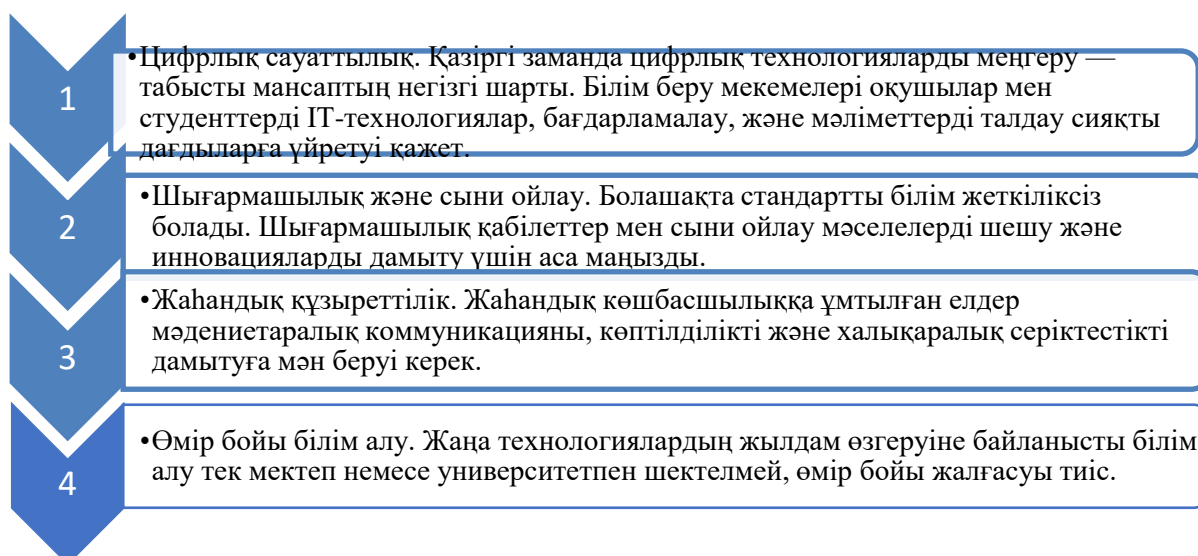 1
•Цифрлық сауаттылық. Қазіргі заманда цифрлық технологияларды меңгеру —
табысты мансаптың негізгі шарты. Білім беру мекемелері оқушылар мен
студенттерді IT-технологиялар, бағдарламалау, және мәліметтерді талдау сияқты
дағдыларға үйретуі қажет.
2
•Шығармашылық және сыни ойлау. Болашақта стандартты білім жеткіліксіз
болады. Шығармашылық қабілеттер мен сыни ойлау мәселелерді шешу және
инновацияларды дамыту үшін аса маңызды.
3
•Жаһандық құзыреттілік. Жаһандық көшбасшылыққа ұмтылған елдер
мәдениетаралық коммуникацияны, көптілділікті және халықаралық серіктестікті
дамытуға мән беруі керек.
4
•Өмір бойы білім алу. Жаңа технологиялардың жылдам өзгеруіне байланысты білім
алу тек мектеп немесе университетпен шектелмей, өмір бойы жалғасуы тиіс.